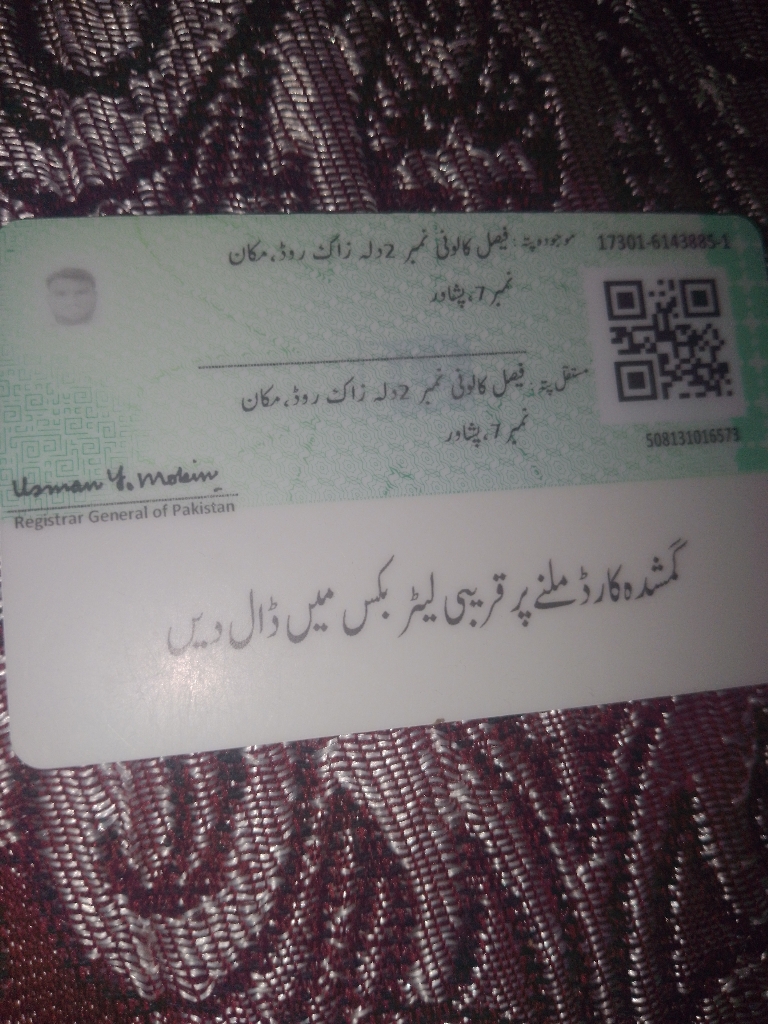 موجودہ پتہ: فیصل کالونی نمبر 2 دلہ زاک روڈ، مکان
نمبر 7، پشاور
17301-6143885-1
مستقل پتہ: فیصل کالونی نمبر 2 دلہ زاک روڈ، مکان
نمبر 7، پشاور
508131016573
Usman Y. Mobin
Registrar General of Pakistan
گمشدہ کارڈ ملنے پر قریبی لیٹر بکس میں ڈال دیں